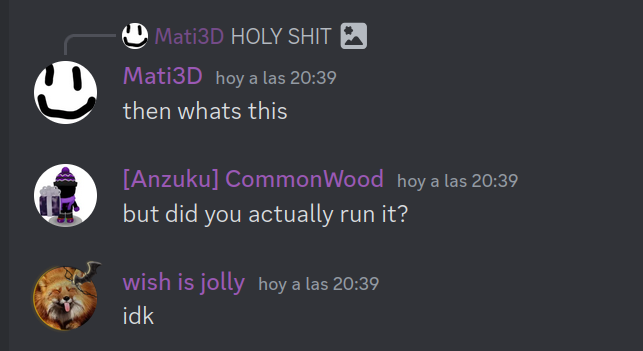 Mati3D HOLY SHIT
Mati3D hoy a las 20:39
then whats this
[Anzuku] CommonWood hoy a las 20:39
but did you actually run it?
wish is jolly hoy a las 20:39
idk